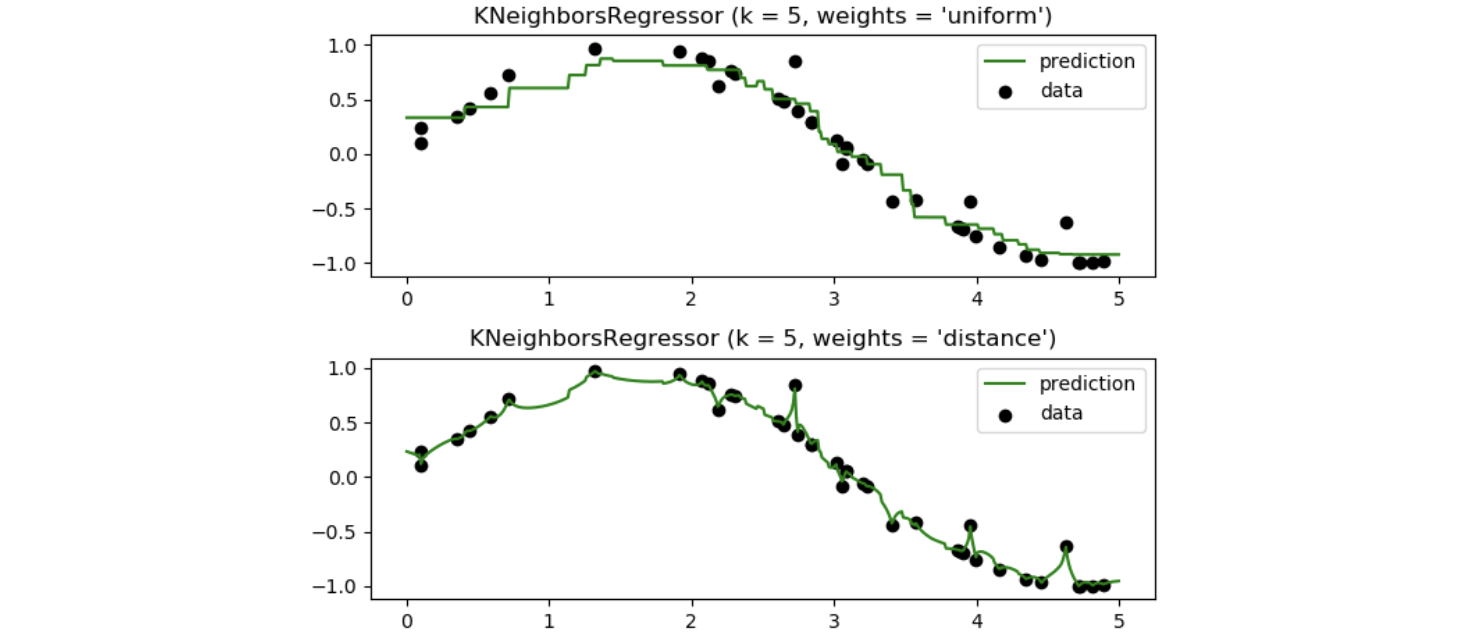 KNeighborsRegressor (k = 5, weights = 'uniform')
1.0
0.5
0.0
−0.5
−1.0
prediction
data
0 1 2 3 4 5
KNeighborsRegressor (k = 5, weights = 'distance')
1.0
0.5
0.0
−0.5
−1.0
prediction
data
0 1 2 3 4 5